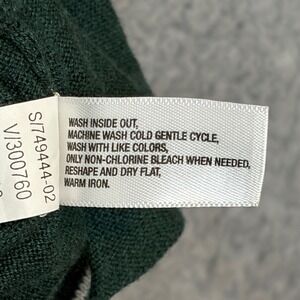 WASH INSIDE OUT,
MACHINE WASH COLD GENTLE CYCLE,
WASH WITH LIKE COLORS,
ONLY NON-CHLORINE BLEACH WHEN NEEDED,
RESHAPE AND DRY FLAT,
WARM IRON.
S/749444-02
V/300760